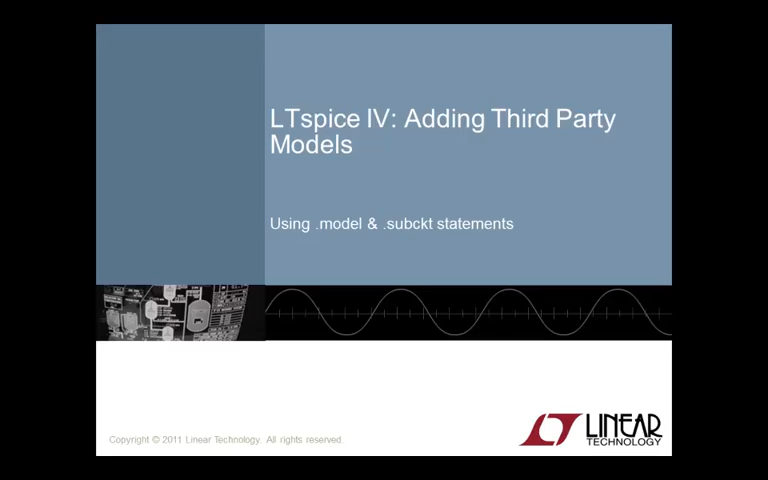 LTspice IV: Adding Third Party
Models
Using .model & .subckt statements
LINEAR
TECHNOLOGY
Copyright © 2011 Linear Technology. All rights reserved.